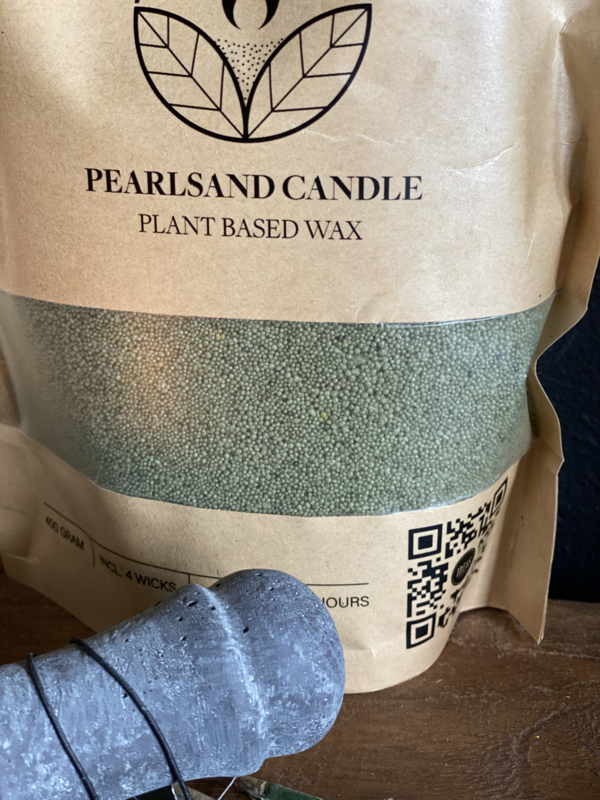 PEARLSAND CANDLE
PLANT BASED WAX
400 GRAM
INCL. 4 WICKS
HOURS